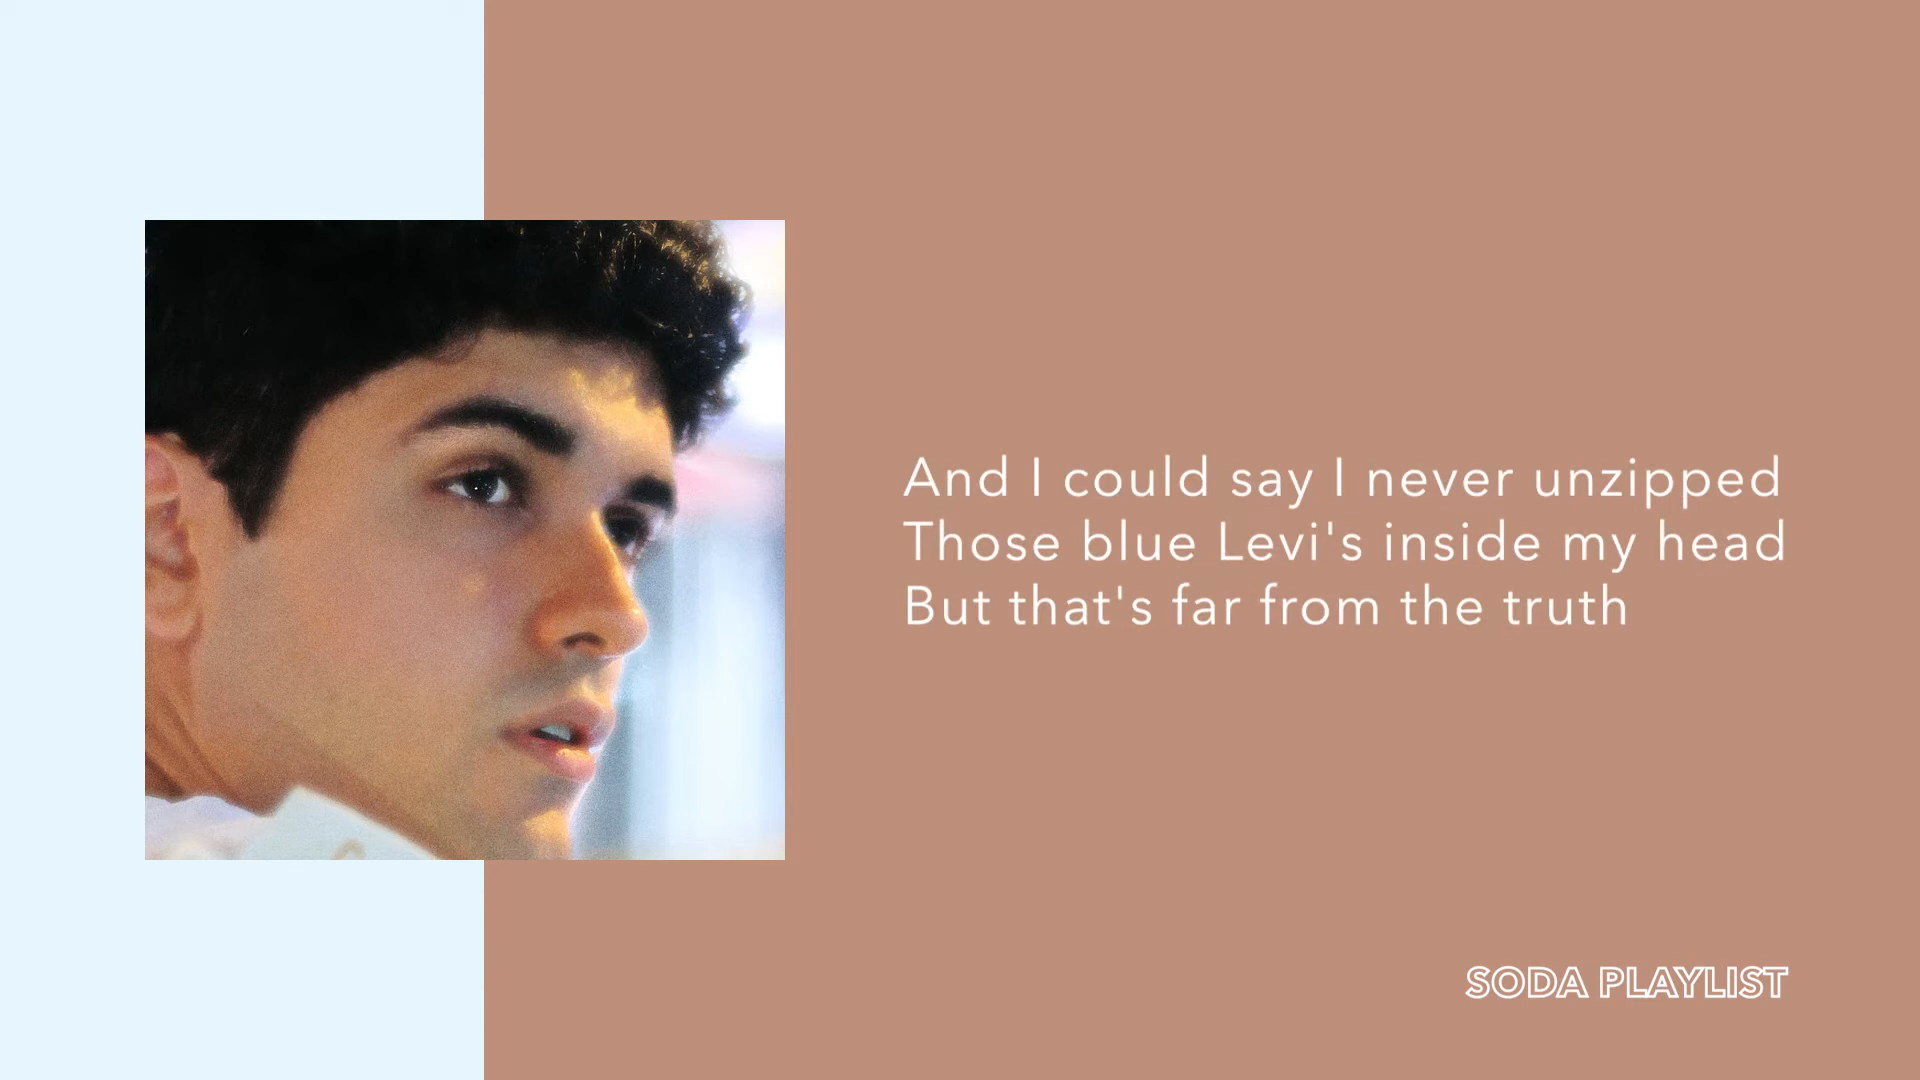 And I could say I never unzipped
Those blue Levi's inside my head
But that's far from the truth
SODA PLAYLIST